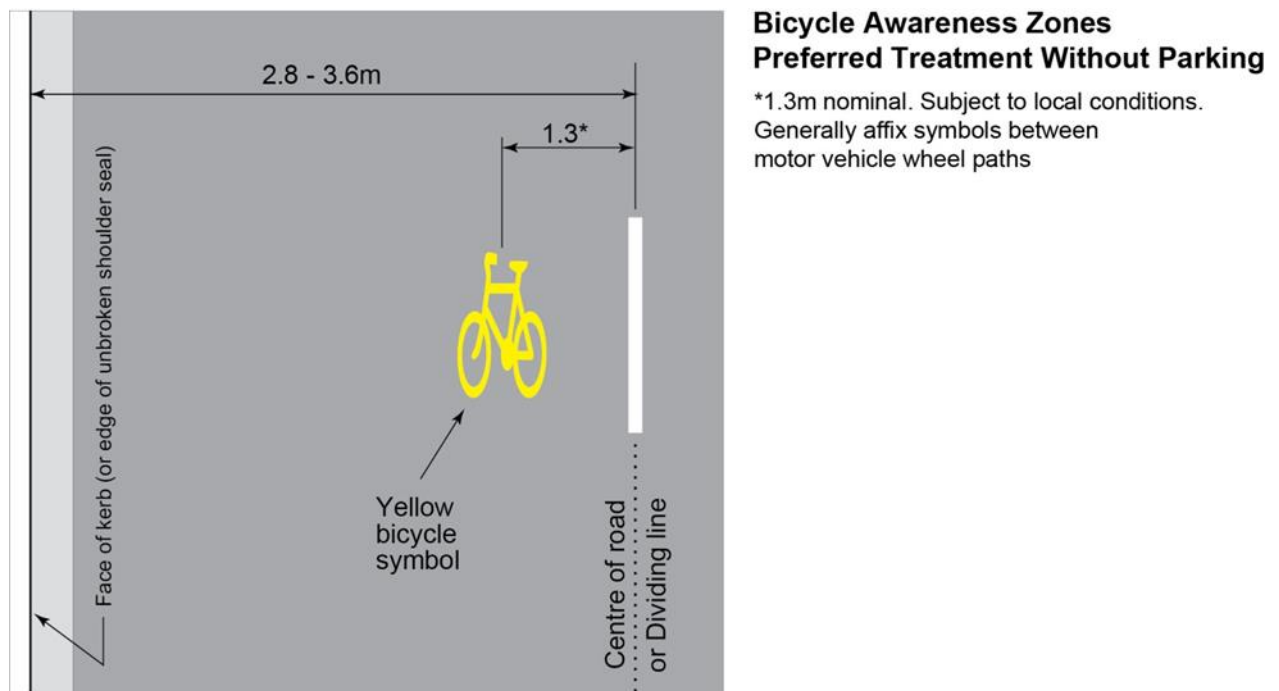 Bicycle Awareness Zones
Preferred Treatment Without Parking
*1.3m nominal. Subject to local conditions.
Generally affix symbols between
motor vehicle wheel paths
2.8 - 3.6m
1.3*
Face of kerb (or edge of unbroken shoulder seal)
Yellow
bicycle
symbol
Centre of road
or Dividing line